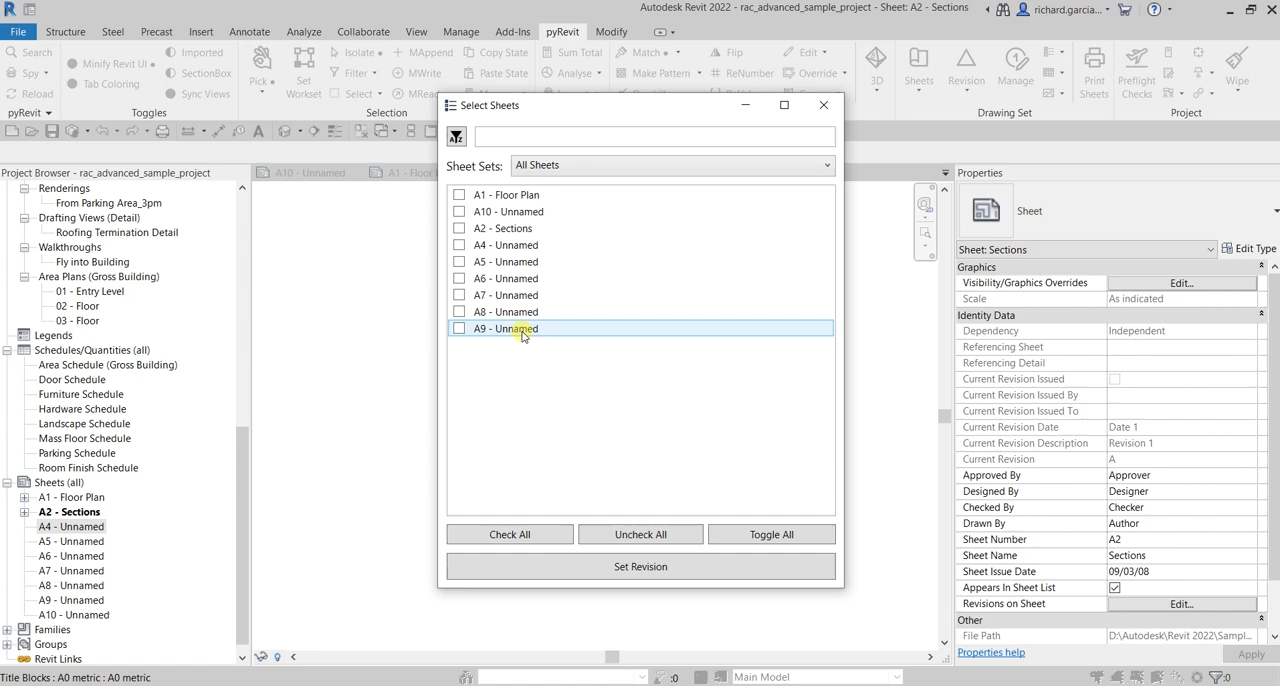 Autodesk Revit 2022 - rac_advanced_sample_project - Sheet: A2 - Sections
richard.garcia...
File Structure Steel Precast Insert Annotate Analyze Collaborate View Manage Add-Ins pyRevit Modify
Search
Spy
Reload
pyRevit
Minify Revit UI
Tab Coloring
Imported
SectionBox
Sync Views
Toggles
Pick
Set Workset
Isolate
Filter
Select
MAppend
MWrite
MRead
Copy State
Paste State
Selection
Sum Total
Analyse
Match
Make Pattern
Flip
ReNumber
Edit
Override
3D
Sheets
Revision
Manage
Print Sheets
Drawing Set
Preflight Checks
Wipe
Project
Project Browser - rac_advanced_sample_project
Renderings
From Parking Area_3pm
Drafting Views (Detail)
Roofing Termination Detail
Walkthroughs
Fly into Building
Area Plans (Gross Building)
01 - Entry Level
02 - Floor
03 - Floor
Legends
Schedules/Quantities (all)
Area Schedule (Gross Building)
Door Schedule
Furniture Schedule
Hardware Schedule
Landscape Schedule
Mass Floor Schedule
Parking Schedule
Room Finish Schedule
Sheets (all)
A1 - Floor Plan
A2 - Sections
A4 - Unnamed
A5 - Unnamed
A6 - Unnamed
A7 - Unnamed
A8 - Unnamed
A9 - Unnamed
A10 - Unnamed
Families
Groups
Revit Links
A10 - Unnamed
A1 - Floor
Select Sheets
Sheet Sets: All Sheets
A1 - Floor Plan
A10 - Unnamed
A2 - Sections
A4 - Unnamed
A5 - Unnamed
A6 - Unnamed
A7 - Unnamed
A8 - Unnamed
A9 - Unnamed
Check All Uncheck All Toggle All
Set Revision
Properties
Sheet
Sheet: Sections Edit Type
Graphics
Visibility/Graphics Overrides Edit...
Scale As indicated
Identity Data
Dependency Independent
Referencing Sheet
Referencing Detail
Current Revision Issued
Current Revision Issued By
Current Revision Issued To
Current Revision Date Date 1
Current Revision Description Revision 1
Current Revision A
Approved By Approver
Designed By Designer
Checked By Checker
Drawn By Author
Sheet Number A2
Sheet Name Sections
Sheet Issue Date 09/03/08
Appears In Sheet List
Revisions on Sheet Edit...
Other
File Path D:\Autodesk\Revit 2022\Sampl...
Properties help Apply
Title Blocks : A0 metric : A0 metric
:0
Main Model
:0